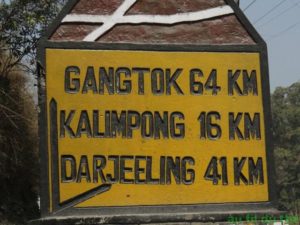 GANGTOK 64 KM
KALIMPONG 16 KM
DARJEELING 41 KM